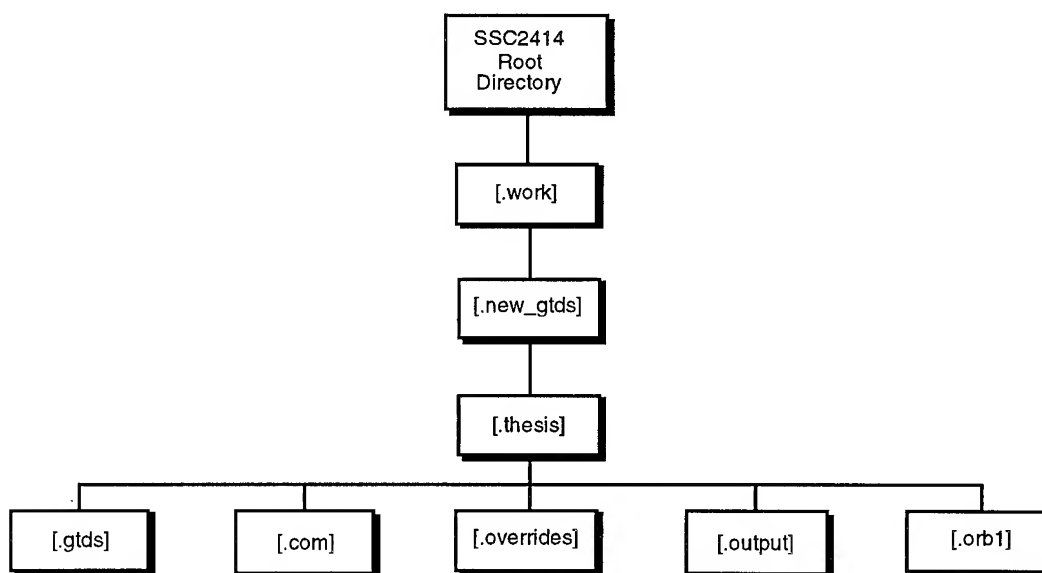 SSC2414
Root
Directory
[.work]
[.new_gtds]
[.thesis]
[.gtds]
[.com]
[.overrides]
[.output]
[.orb1]